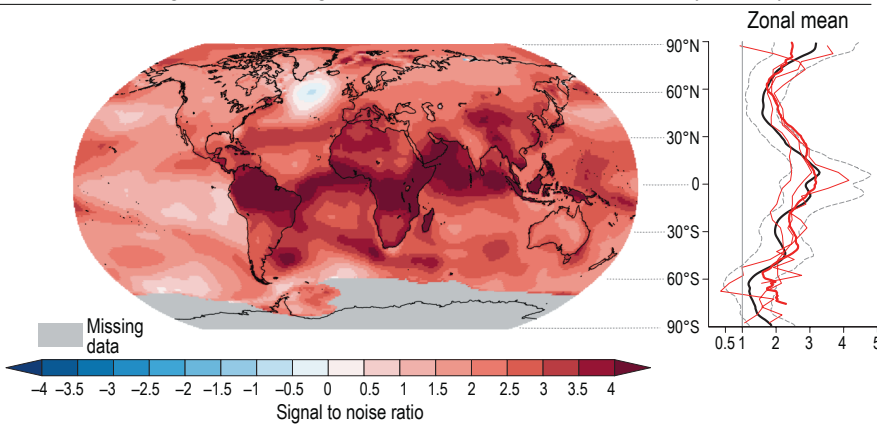 Zonal mean
90°N
60°N
30°N
0
30°S
60°S
90°S
Missing
data
0.5 1 2 3 4 5
–4 –3.5 –3 –2.5 –2 –1.5 –1 –0.5 0 0.5 1 1.5 2 2.5 3 3.5 4
Signal to noise ratio